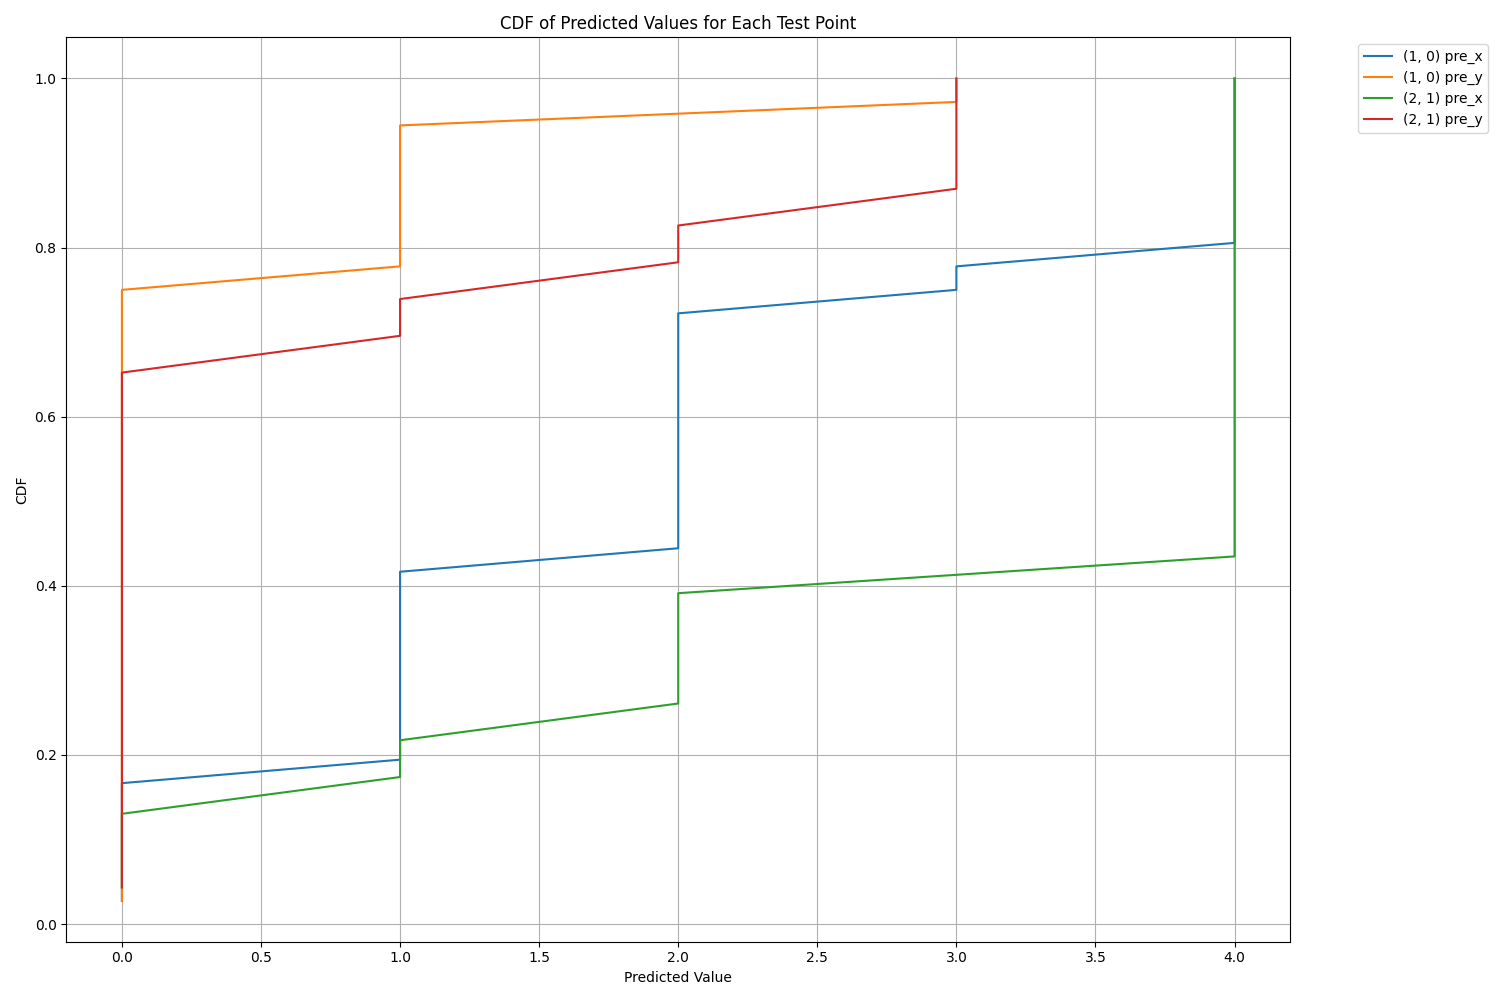 CDF of Predicted Values for Each Test Point
(1, 0) pre_x
(1, 0) pre_y
(2, 1) pre_x
(2, 1) pre_y
1.0
0.8
0.6
0.4
0.2
0.0
CDF
0.0 0.5 1.0 1.5 2.0 2.5 3.0 3.5 4.0
Predicted Value